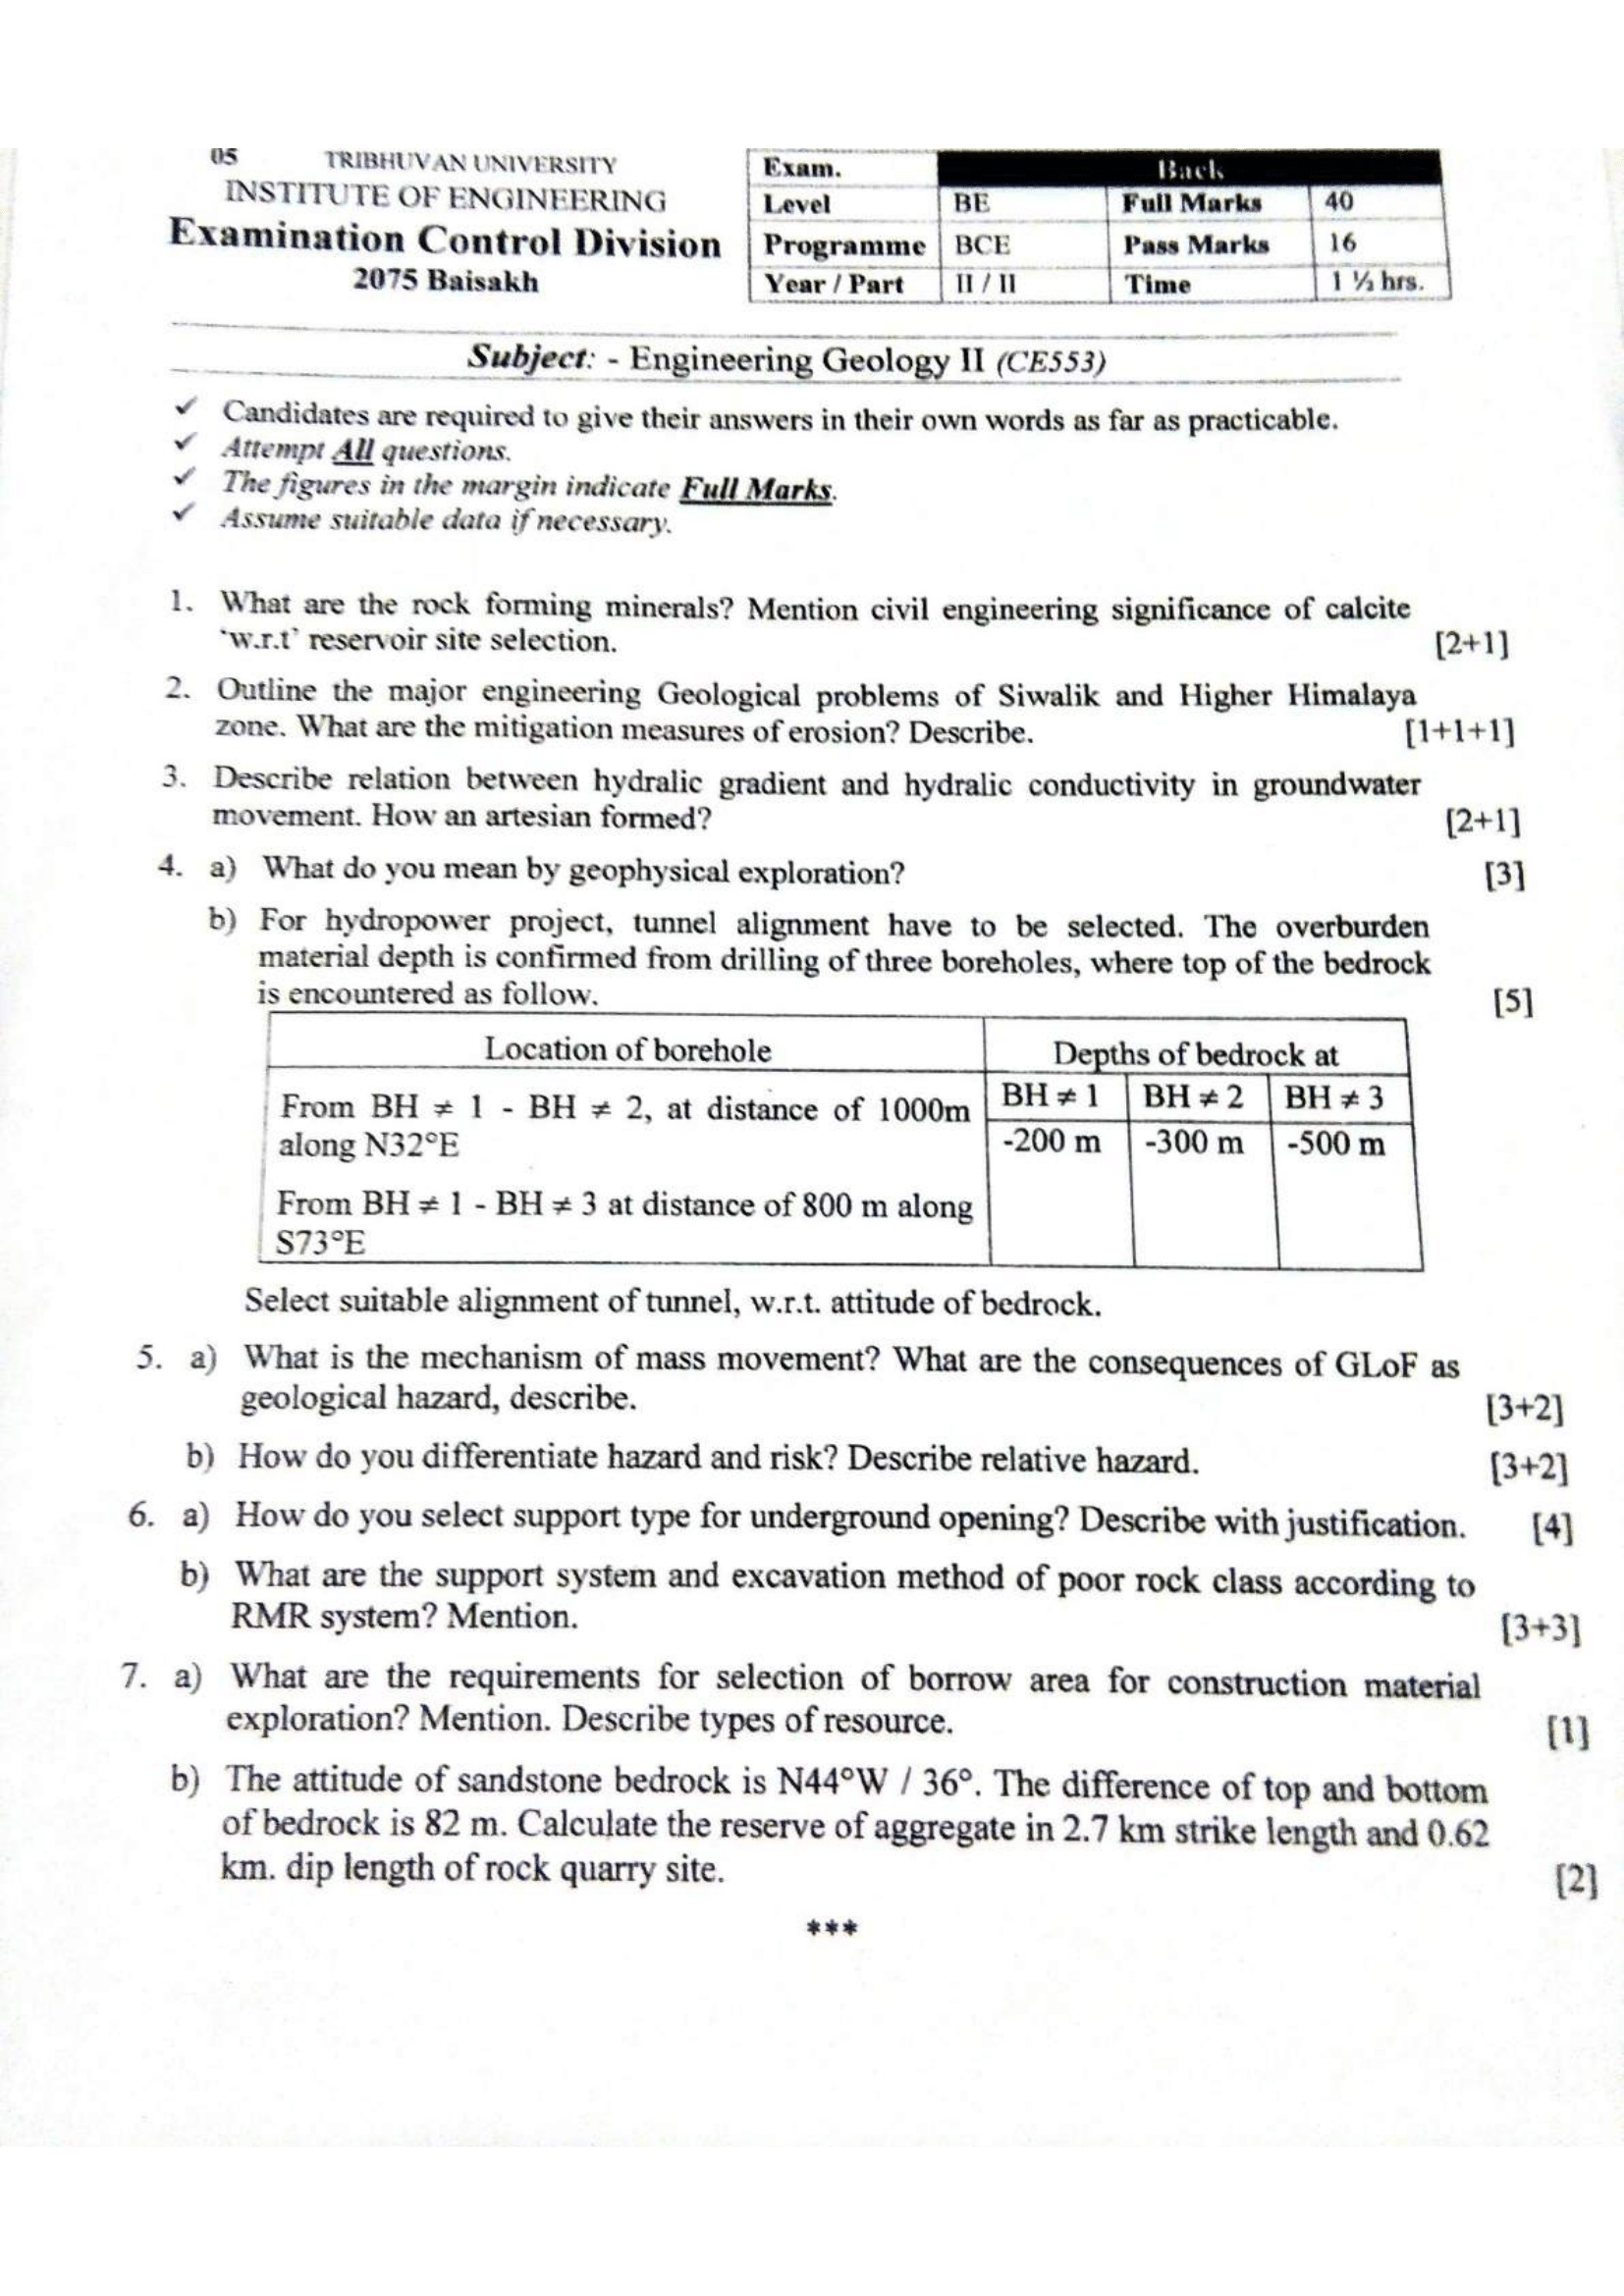 05
TRIBHUVAN UNIVERSITY
INSTITUTE OF ENGINEERING
Examination Control Division
2075 Baisakh
Exam. Back
Level BE Full Marks 40
Programme BCE Pass Marks 16
Year / Part II / II Time 1 ½ hrs.
Subject: - Engineering Geology II (CE553)
✓ Candidates are required to give their answers in their own words as far as practicable.
✓ Attempt All questions.
✓ The figures in the margin indicate Full Marks.
✓ Assume suitable data if necessary.
1. What are the rock forming minerals? Mention civil engineering significance of calcite
'w.r.t' reservoir site selection. [2+1]
2. Outline the major engineering Geological problems of Siwalik and Higher Himalaya
zone. What are the mitigation measures of erosion? Describe. [1+1+1]
3. Describe relation between hydralic gradient and hydralic conductivity in groundwater
movement. How an artesian formed? [2+1]
4. a) What do you mean by geophysical exploration? [3]
b) For hydropower project, tunnel alignment have to be selected. The overburden
material depth is confirmed from drilling of three boreholes, where top of the bedrock
is encountered as follow. [5]
Location of borehole Depths of bedrock at
BH ≠ 1 BH ≠ 2 BH ≠ 3
From BH ≠ 1 - BH ≠ 2, at distance of 1000m
along N32°E -200 m -300 m -500 m
From BH ≠ 1 - BH ≠ 3 at distance of 800 m along
S73°E
Select suitable alignment of tunnel, w.r.t. attitude of bedrock.
5. a) What is the mechanism of mass movement? What are the consequences of GLoF as
geological hazard, describe. [3+2]
b) How do you differentiate hazard and risk? Describe relative hazard. [3+2]
6. a) How do you select support type for underground opening? Describe with justification. [4]
b) What are the support system and excavation method of poor rock class according to
RMR system? Mention. [3+3]
7. a) What are the requirements for selection of borrow area for construction material
exploration? Mention. Describe types of resource. [1]
b) The attitude of sandstone bedrock is N44°W / 36°. The difference of top and bottom
of bedrock is 82 m. Calculate the reserve of aggregate in 2.7 km strike length and 0.62
km. dip length of rock quarry site. [2]
***